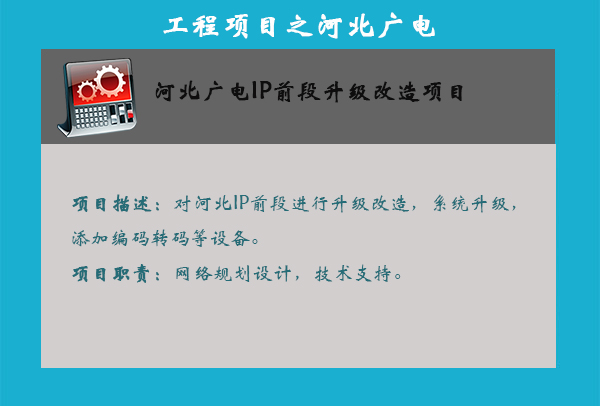 工程项目之河北广电
河北广电IP前段升级改造项目
项目描述：对河北IP前段进行升级改造，系统升级，
添加编码转码等设备。
项目职责：网络规划设计，技术支持。